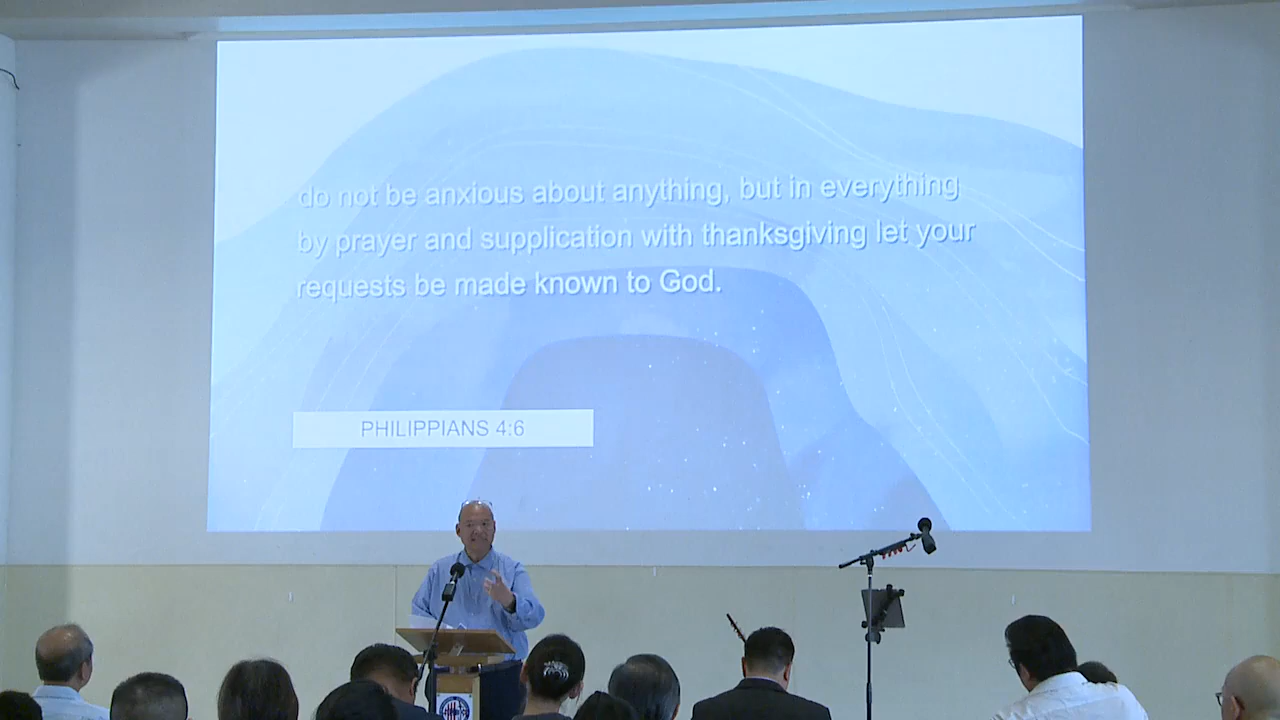 do not be anxious about anything, but in everything
by prayer and supplication with thanksgiving let your
requests be made known to God.
PHILIPPIANS 4:6